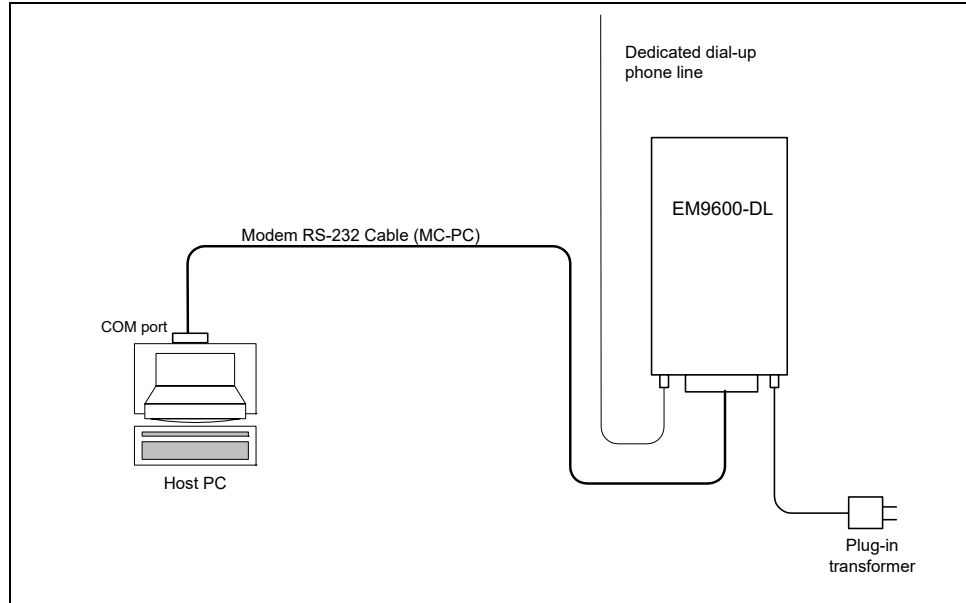 Dedicated dial-up
phone line
EM9600-DL
Modem RS-232 Cable (MC-PC)
COM port
Host PC
Plug-in
transformer